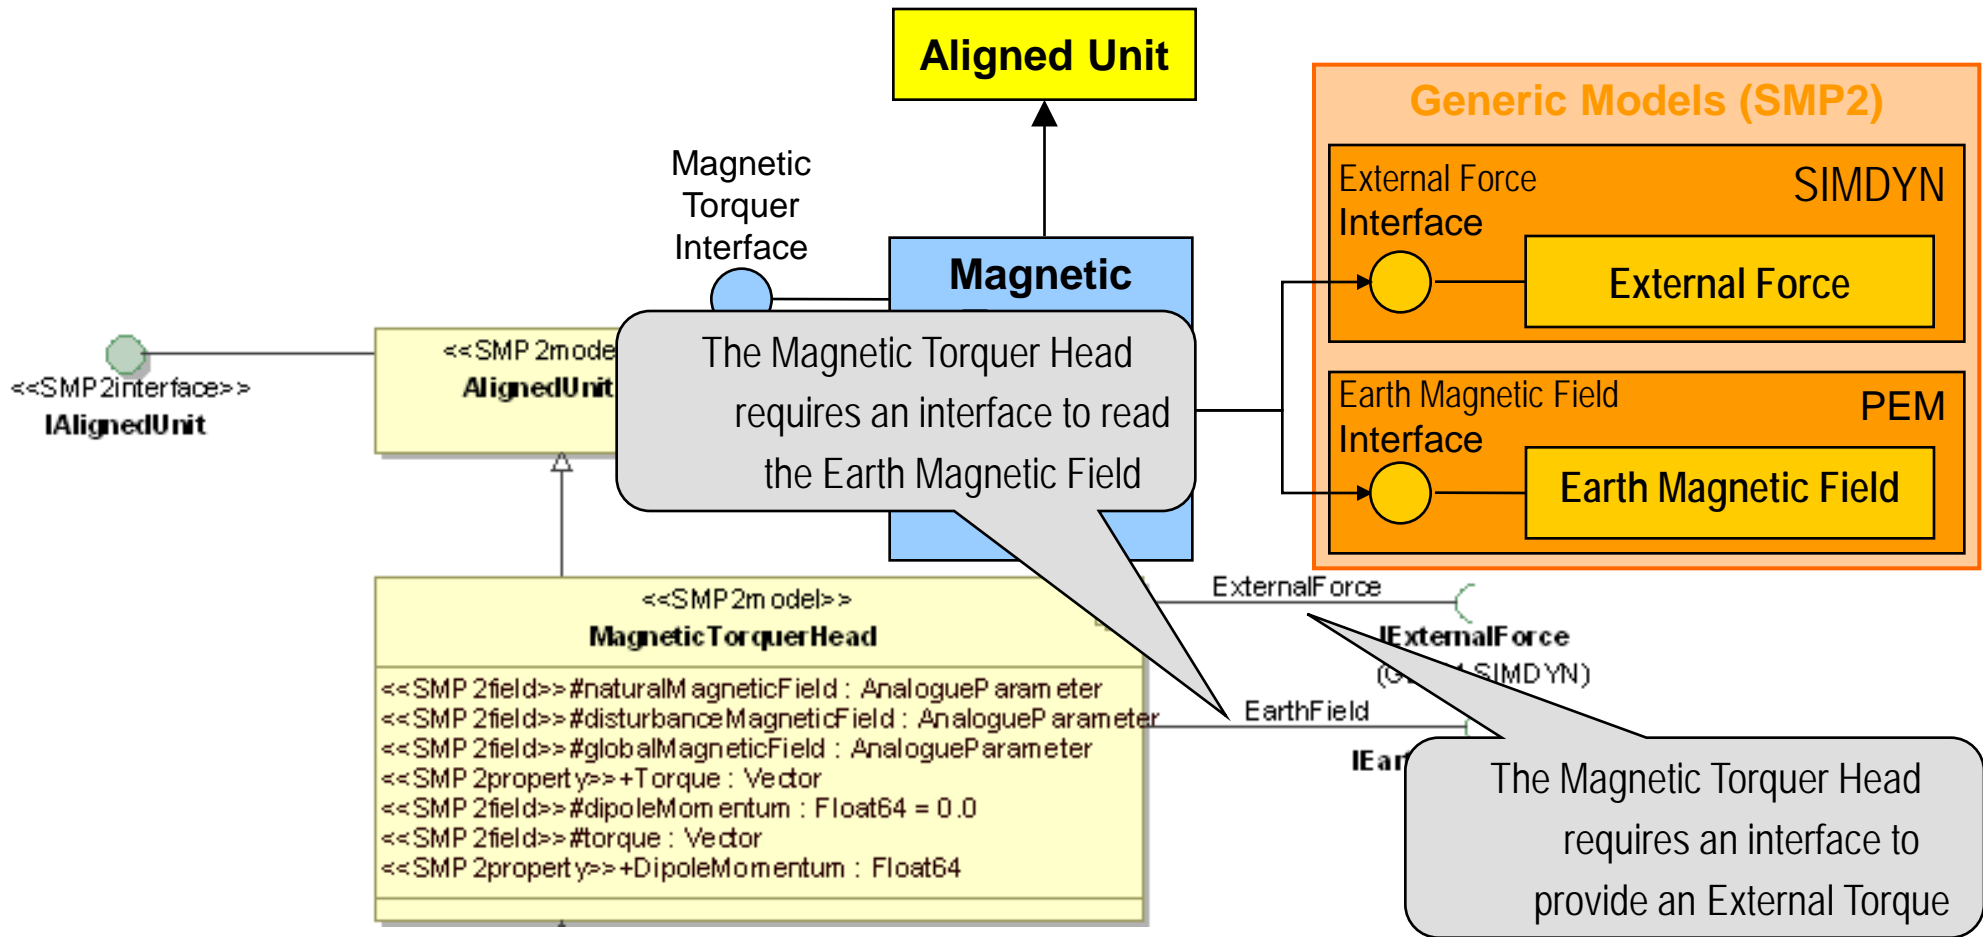 Aligned Unit
Generic Models (SMP2)
Magnetic
Torquer
Interface
External Force
Interface
SIMDYN
External Force
Magnetic
Earth Magnetic Field
Interface
PEM
Earth Magnetic Field
<<SMP2interface>>
IAlignedUnit
<<SMP2mode
AlignedUnit
The Magnetic Torquer Head
requires an interface to read
the Earth Magnetic Field
<<SMP2model>>
MagneticTorquerHead
<<SMP2field>>#naturalMagneticField : AnalogueParameter
<<SMP2field>>#disturbanceMagneticField : AnalogueParameter
<<SMP2field>>#globalMagneticField : AnalogueParameter
<<SMP2property>>+Torque : Vector
<<SMP2field>>#dipoleMomentum : Float64 = 0.0
<<SMP2field>>#torque : Vector
<<SMP2property>>+DipoleMomentum : Float64
ExternalForce
IExternalForce
SIMDYN)
EarthField
IEar
The Magnetic Torquer Head
requires an interface to
provide an External Torque